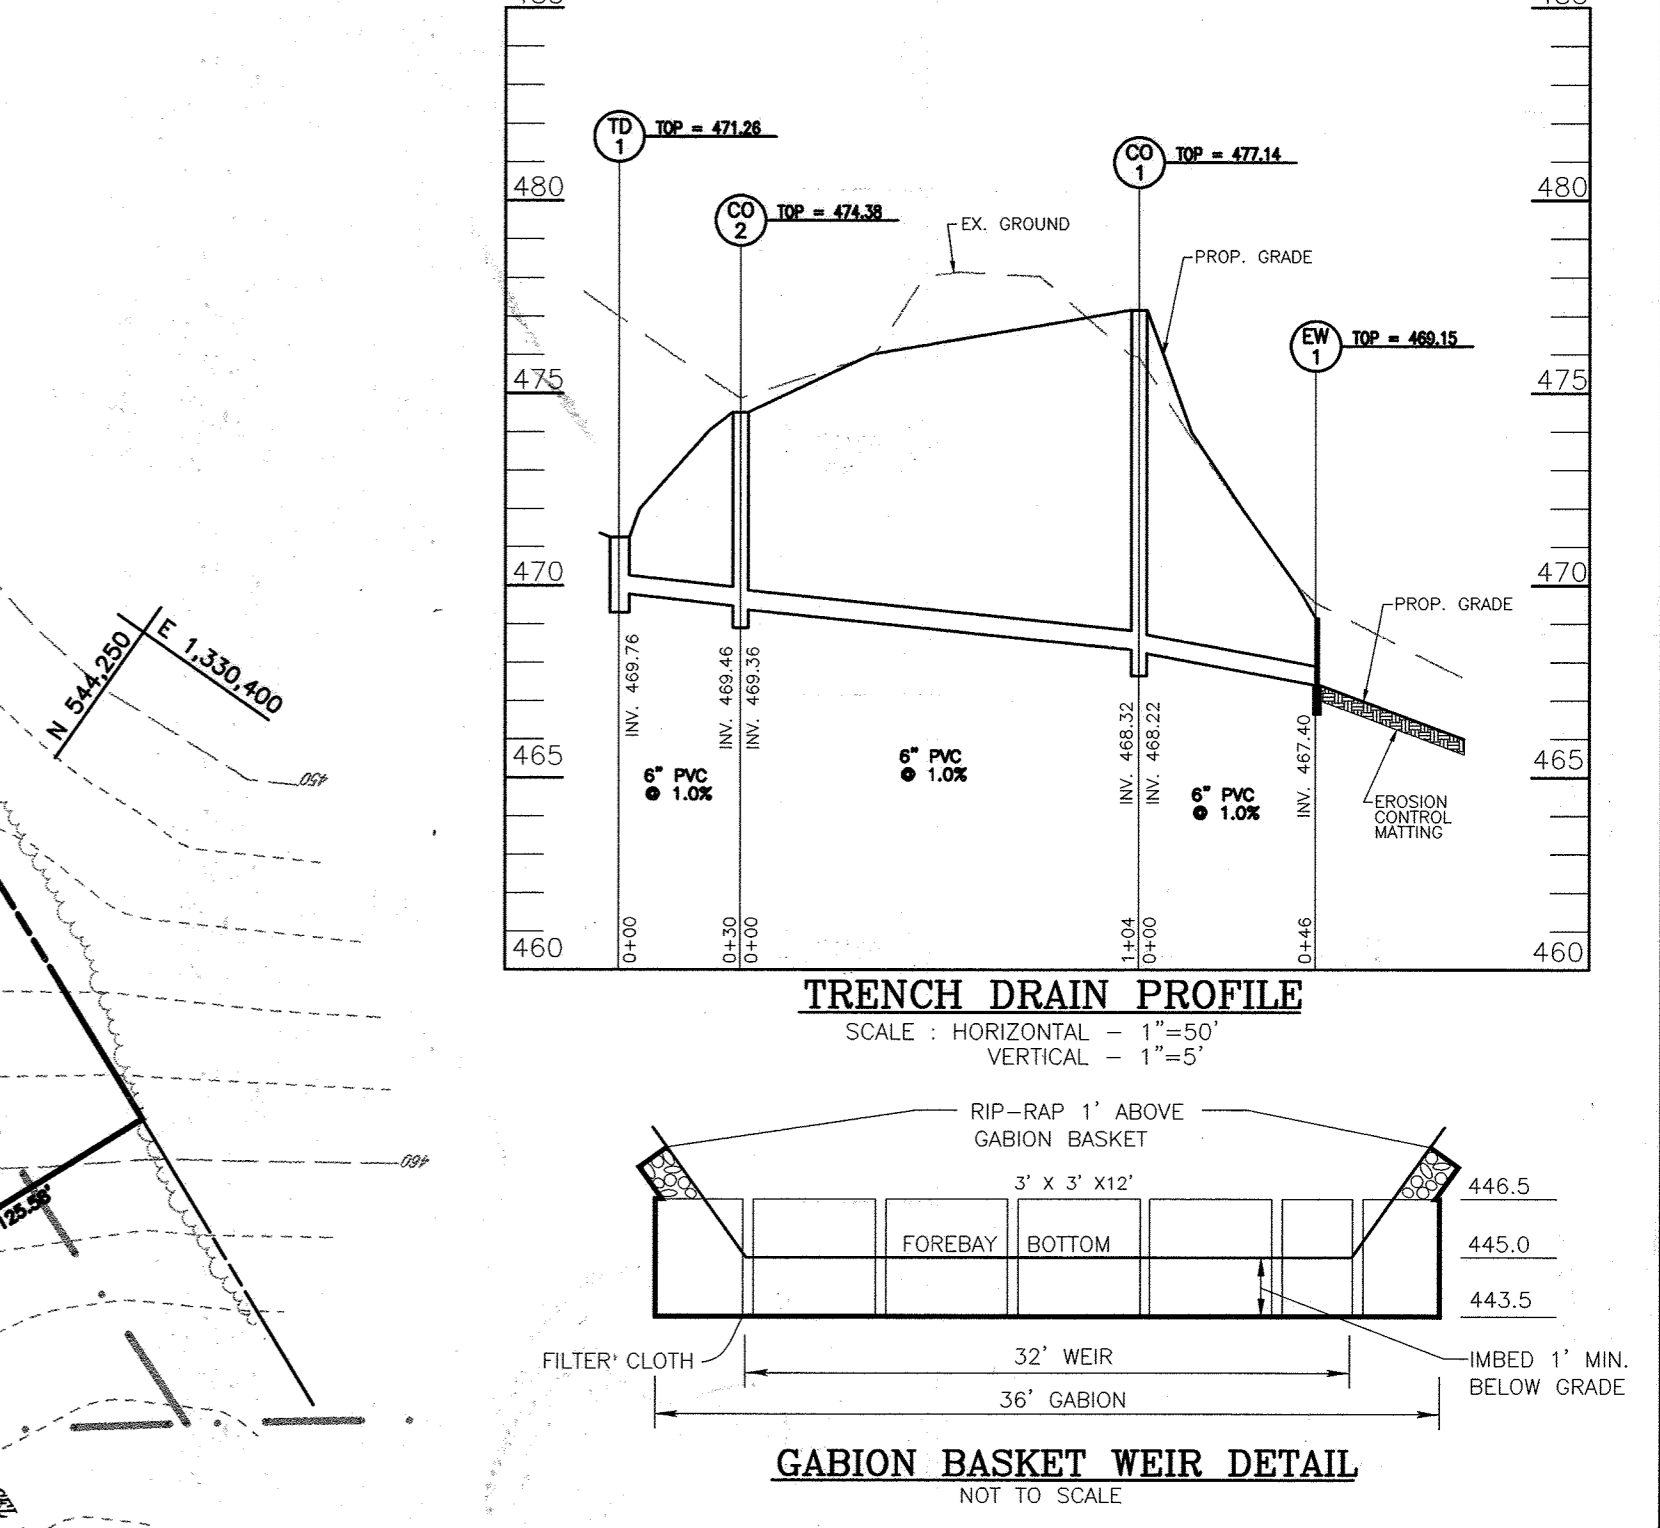 TD
1
TOP = 471.26
CO
2
TOP = 474.38
CO
1
TOP = 477.14
EW
1
TOP = 469.15
EX. GROUND
PROP. GRADE
480
480
475
475
470
470
465
465
460
460
PROP. GRADE
EROSION
CONTROL
MATTING
INV. 469.76
INV. 469.46
INV. 469.36
INV. 468.32
INV. 468.22
INV. 467.40
6" PVC
@ 1.0%
6" PVC
@ 1.0%
6" PVC
@ 1.0%
0+00
0+30
0+00
1+04
0+00
0+46
TRENCH DRAIN PROFILE
SCALE : HORIZONTAL – 1"=50'
VERTICAL – 1"=5'
N 544,250
E 1,330,400
450
460
125.58'
RIP-RAP 1' ABOVE
GABION BASKET
3' X 3' X12'
FOREBAY BOTTOM
446.5
445.0
443.5
FILTER CLOTH
32' WEIR
36' GABION
IMBED 1' MIN.
BELOW GRADE
GABION BASKET WEIR DETAIL
NOT TO SCALE